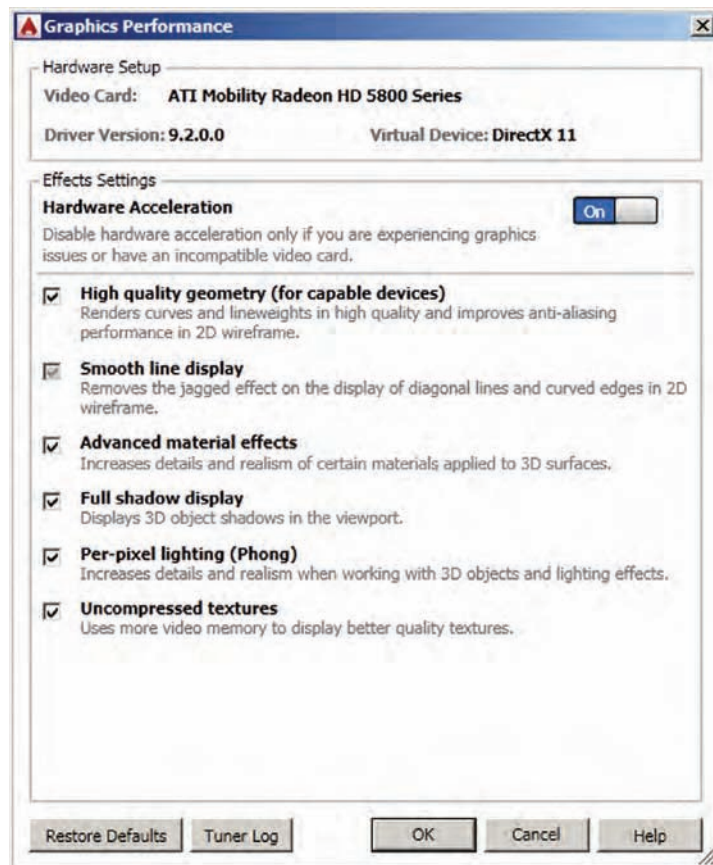 Graphics Performance
Hardware Setup
Video Card: ATI Mobility Radeon HD 5800 Series
Driver Version: 9.2.0.0 Virtual Device: DirectX 11
Effects Settings
Hardware Acceleration On
Disable hardware acceleration only if you are experiencing graphics
issues or have an incompatible video card.
High quality geometry (for capable devices)
Renders curves and lineweights in high quality and improves anti-aliasing
performance in 2D wireframe.
Smooth line display
Removes the jagged effect on the display of diagonal lines and curved edges in 2D
wireframe.
Advanced material effects
Increases details and realism of certain materials applied to 3D surfaces.
Full shadow display
Displays 3D object shadows in the viewport.
Per-pixel lighting (Phong)
Increases details and realism when working with 3D objects and lighting effects.
Uncompressed textures
Uses more video memory to display better quality textures.
Restore Defaults Tuner Log OK Cancel Help